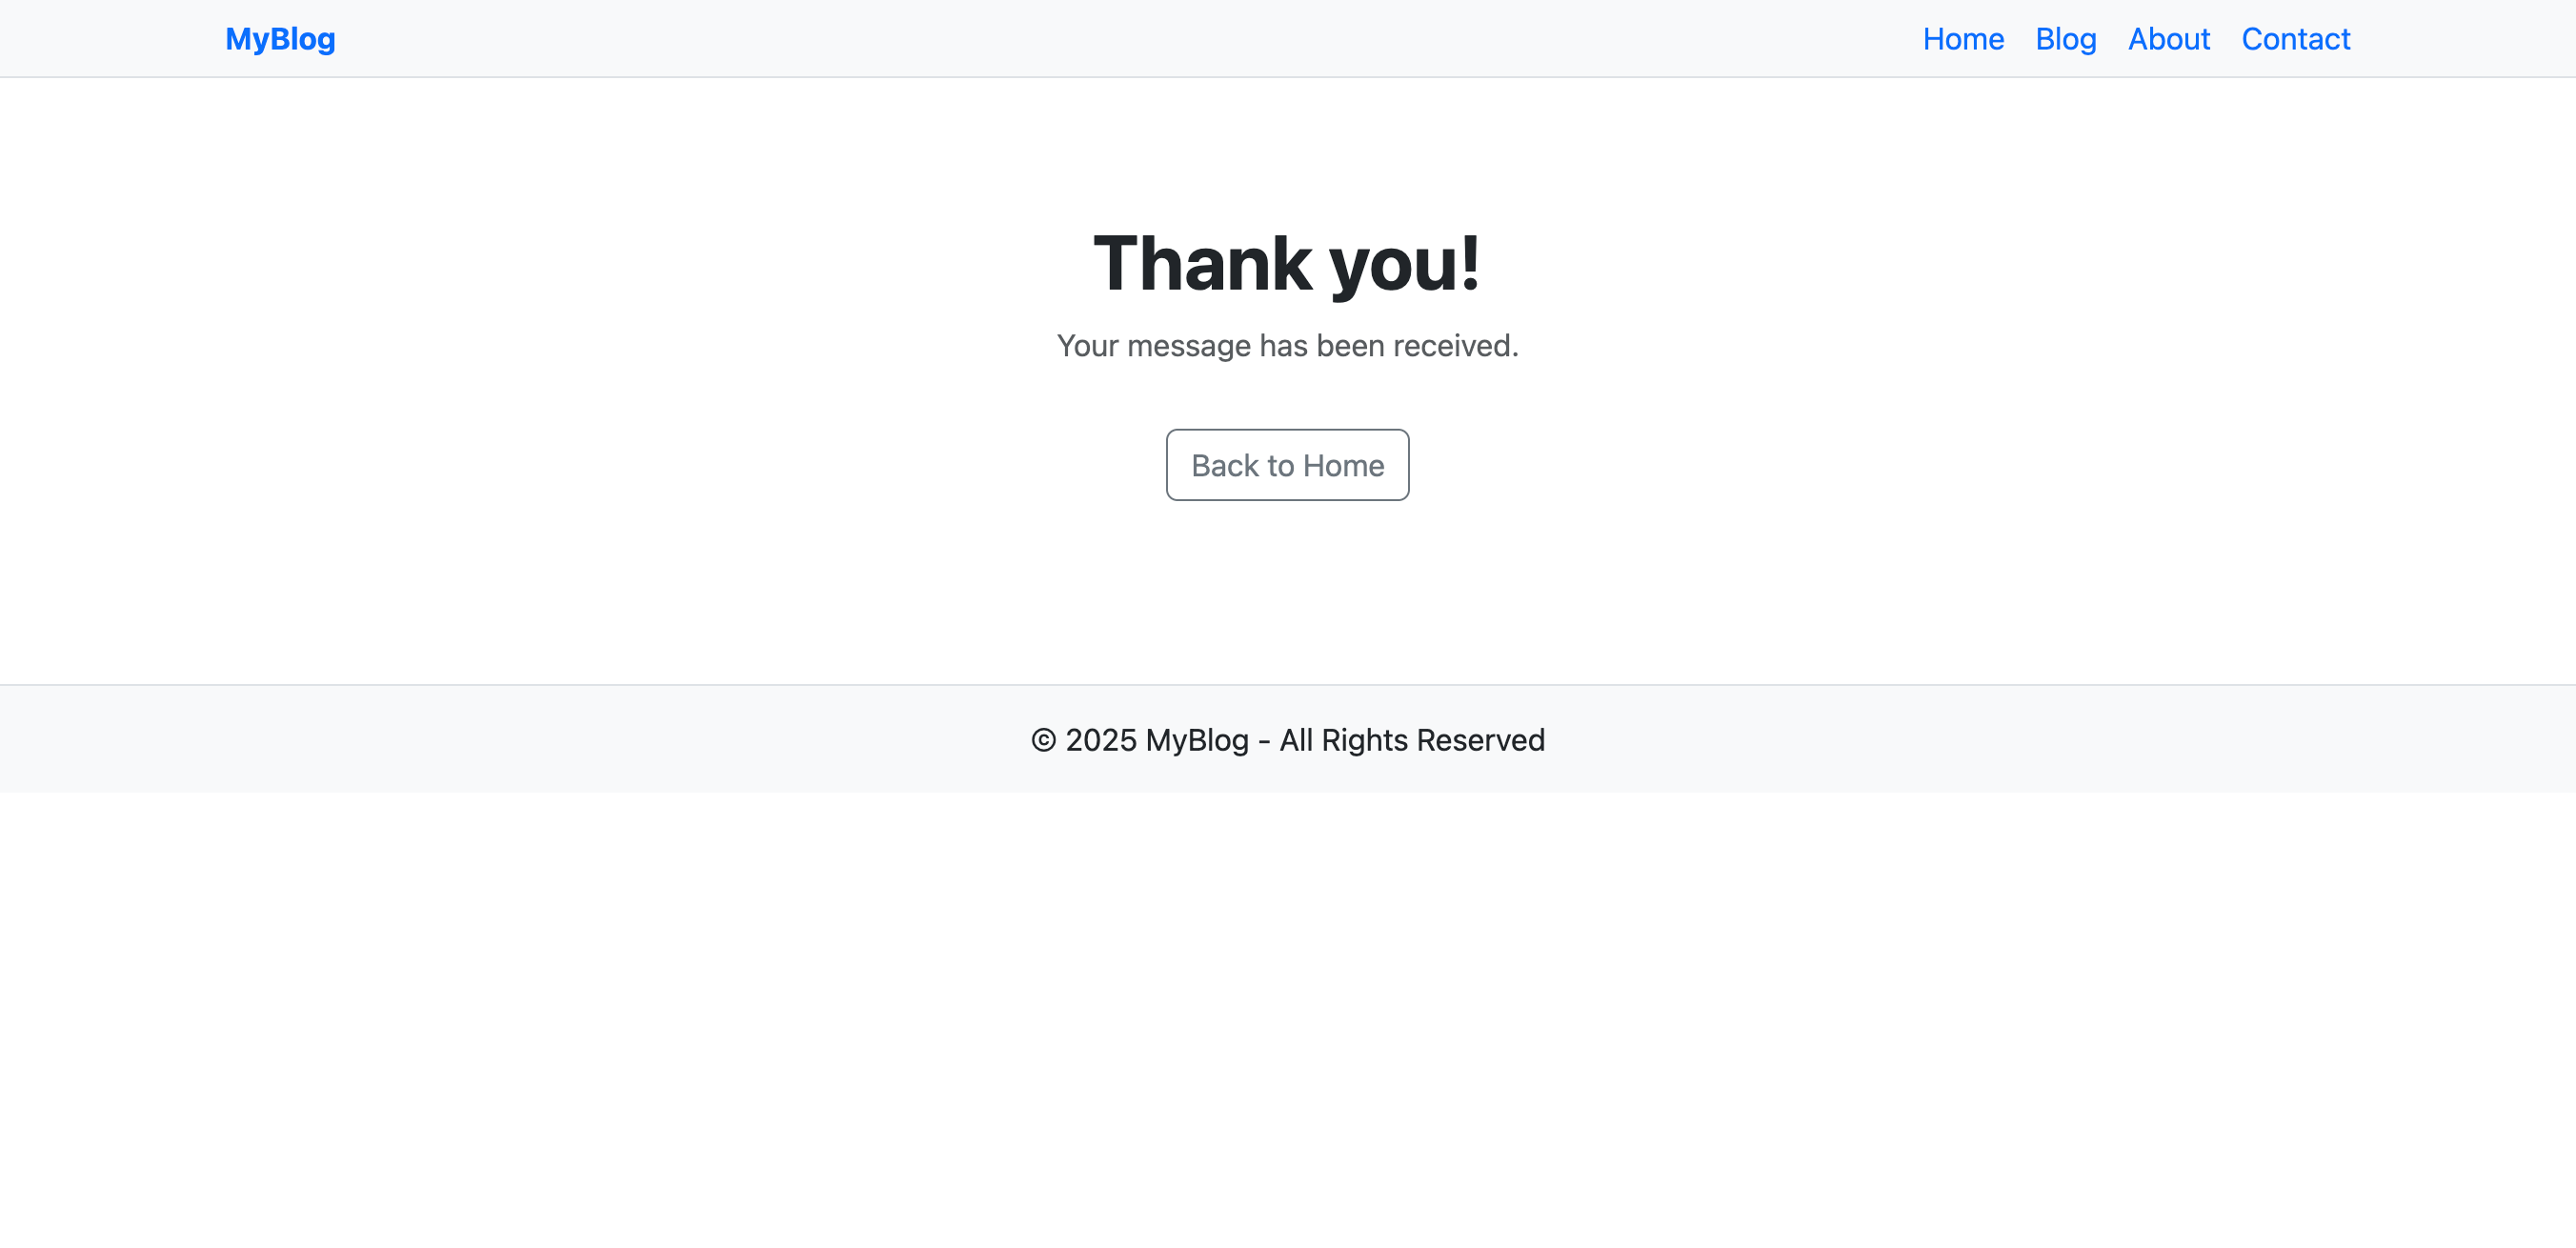 MyBlog
Home Blog About Contact
Thank you!
Your message has been received.
Back to Home
© 2025 MyBlog - All Rights Reserved